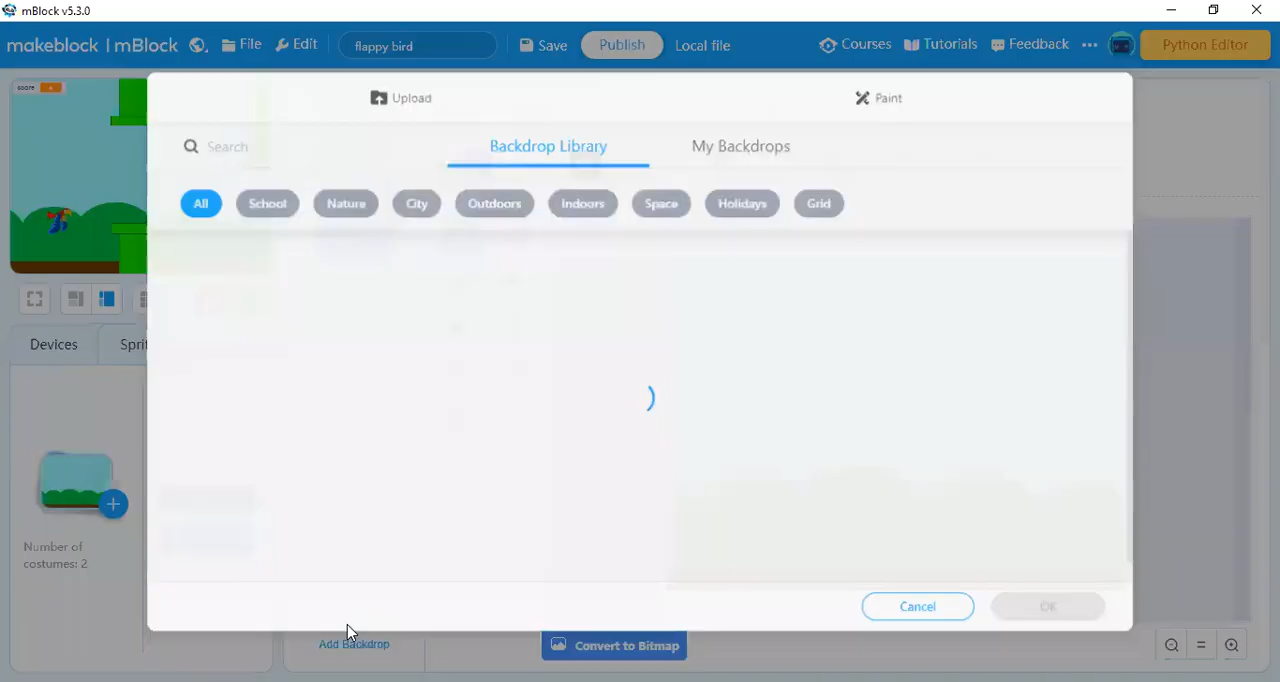 mBlock v5.3.0
makeblock | mBlock
File
Edit
flappy bird
Save
Publish
Local file
Courses
Tutorials
Feedback
Python Editor
score
Upload
Paint
Search
Backdrop Library
My Backdrops
All
School
Nature
City
Outdoors
Indoors
Space
Holidays
Grid
Devices
Sprit
Number of
costumes: 2
Cancel
OK
Add Backdrop
Convert to Bitmap